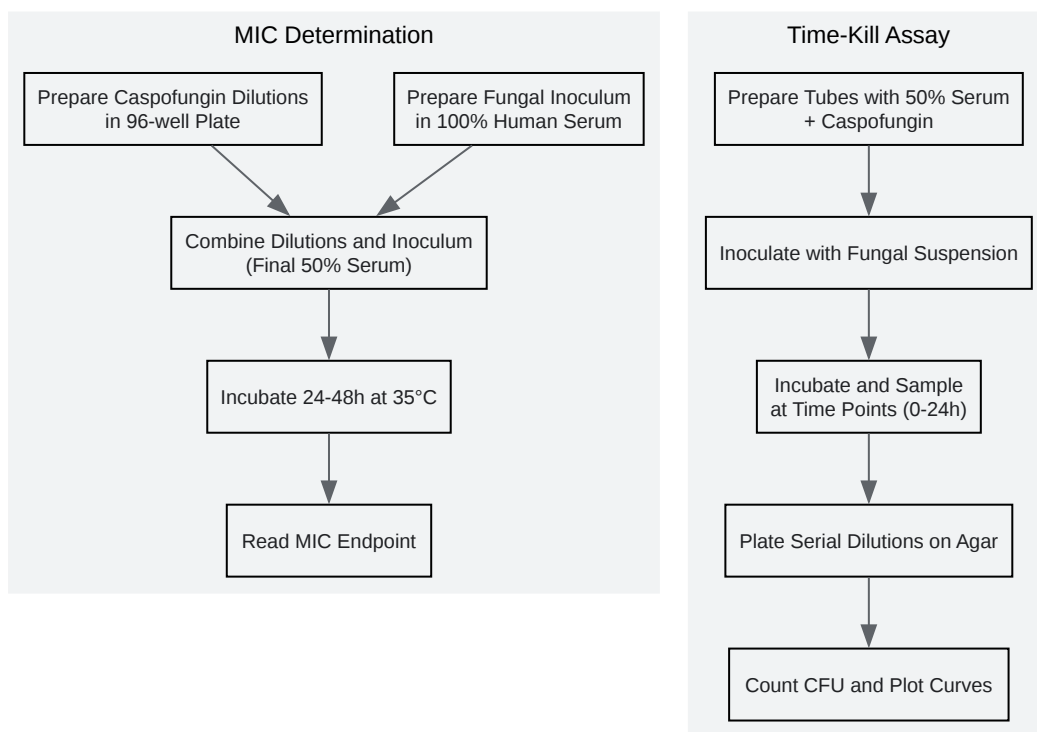 MIC Determination
Prepare Caspofungin Dilutions
in 96-well Plate
Prepare Fungal Inoculum
in 100% Human Serum
Combine Dilutions and Inoculum
(Final 50% Serum)
Incubate 24-48h at 35°C
Read MIC Endpoint
Time-Kill Assay
Prepare Tubes with 50% Serum
+ Caspofungin
Inoculate with Fungal Suspension
Incubate and Sample
at Time Points (0-24h)
Plate Serial Dilutions on Agar
Count CFU and Plot Curves